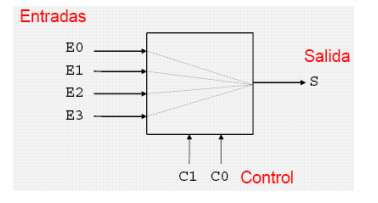 Entradas
E0
Salida
E1
S
E2
E3
C1 C0 Control